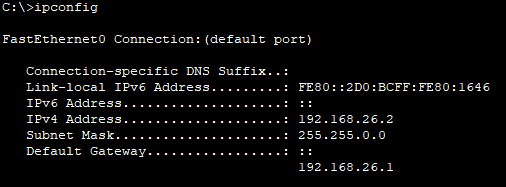 C:\>ipconfig
FastEthernet0 Connection:(default port)
Connection-specific DNS Suffix..:
Link-local IPv6 Address.........: FE80::2D0:BCFF:FE80:1646
IPv6 Address....................: ::
IPv4 Address....................: 192.168.26.2
Subnet Mask.....................: 255.255.0.0
Default Gateway.................: ::
192.168.26.1